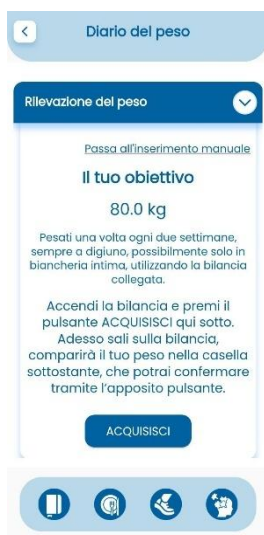 Diario del peso
Rilevazione del peso
Passa all'inserimento manuale
Il tuo obiettivo
80.0 kg
Pesati una volta ogni due settimane,
sempre a digiuno, possibilmente solo in
biancheria intima, utilizzando la bilancia
collegata.
Accendi la bilancia e premi il
pulsante ACQUISISCI qui sotto.
Adesso sali sulla bilancia,
comparirà il tuo peso nella casella
sottostante, che potrai confermare
tramite l'apposito pulsante.
ACQUISISCI